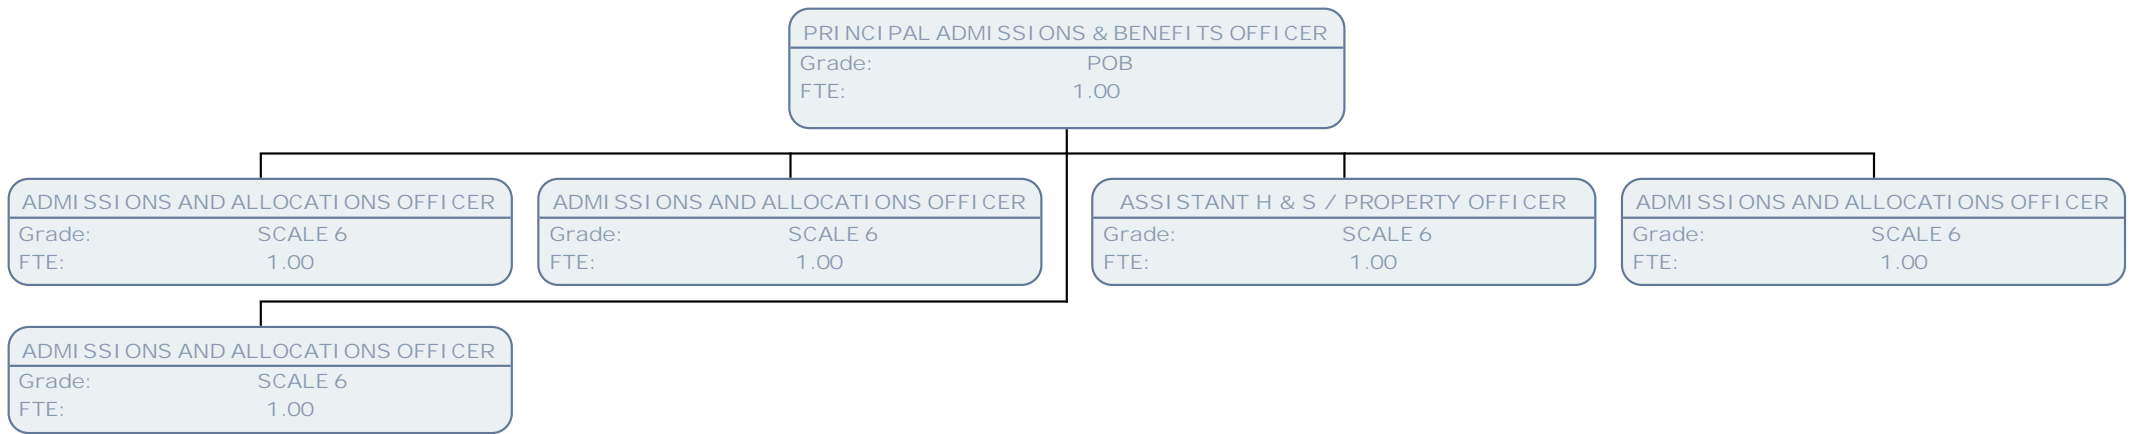 PRINCIPAL ADMISSIONS & BENEFITS OFFICER
Grade: POB
FTE: 1.00
ADMISSIONS AND ALLOCATIONS OFFICER
Grade: SCALE 6
FTE: 1.00
ADMISSIONS AND ALLOCATIONS OFFICER
Grade: SCALE 6
FTE: 1.00
ASSISTANT H & S / PROPERTY OFFICER
Grade: SCALE 6
FTE: 1.00
ADMISSIONS AND ALLOCATIONS OFFICER
Grade: SCALE 6
FTE: 1.00
ADMISSIONS AND ALLOCATIONS OFFICER
Grade: SCALE 6
FTE: 1.00